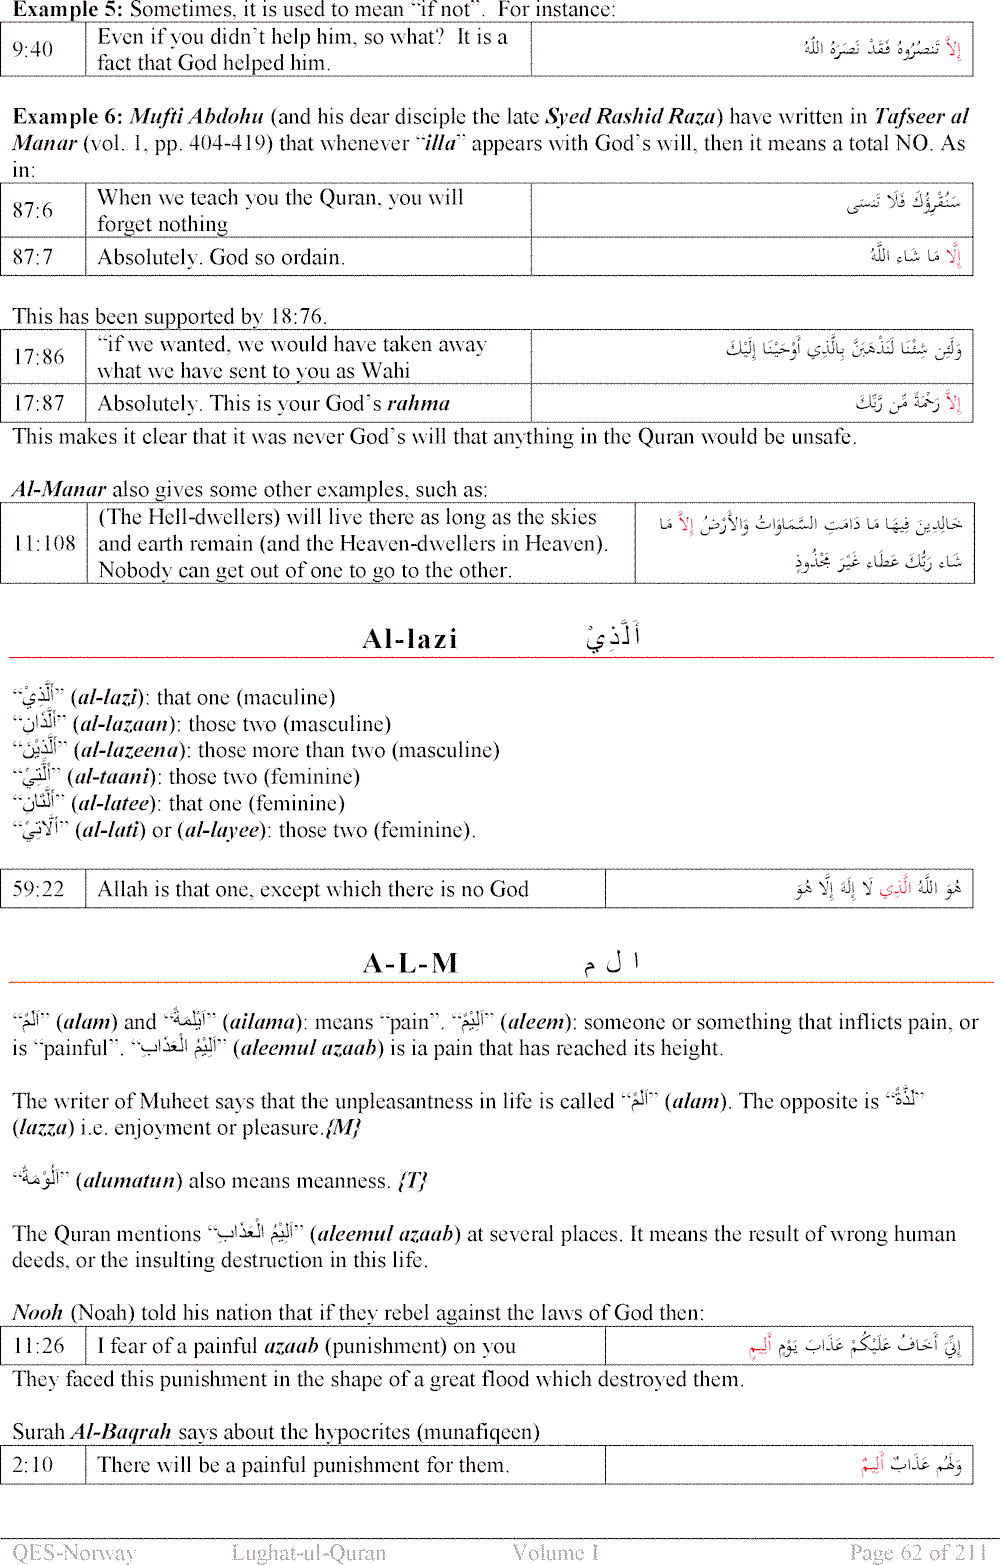 Example 5: Sometimes, it is used to mean “if not”.  For instance:
9:40 Even if you didn’t help him, so what?  It is a إِلاَّ تَنصُرُوهُ فَقَدْ نَصَرَهُ اللّهُ
fact that God helped him.
Example 6: Mufti Abdohu (and his dear disciple the late Syed Rashid Raza) have written in Tafseer al
Manar (vol. 1, pp. 404-419) that whenever “illa” appears with God’s will, then it means a total NO. As
in:
87:6 When we teach you the Quran, you will سَنُقْرِؤُكَ فَلَا تَنسَى
forget nothing
87:7 Absolutely. God so ordain. إِلَّا مَا شَاء اللَّهُ
This has been supported by 18:76.
17:86 “if we wanted, we would have taken away وَلَئِن شِئْنَا لَنَذْهَبَنَّ بِالَّذِي أَوْحَيْنَا إِلَيْكَ
what we have sent to you as Wahi
17:87 Absolutely. This is your God’s rahma إِلاَّ رَحْمَةً مِّن رَّبِّكَ
This makes it clear that it was never God’s will that anything in the Quran would be unsafe.
Al-Manar also gives some other examples, such as:
11:108 (The Hell-dwellers) will live there as long as the skies خَالِدِينَ فِيهَا مَا دَامَتِ السَّمَاوَاتُ وَالأَرْضُ إِلاَّ مَا
and earth remain (and the Heaven-dwellers in Heaven).
Nobody can get out of one to go to the other. شَاء رَبُّكَ عَطَاء غَيْرَ مَجْذُوذٍ
Al-lazi اَلَّذِيْ
“اَلَّذِيْ” (al-lazi): that one (maculine)
“اَلَّذَانِ” (al-lazaan): those two (masculine)
“اَلَّذِيْنَ” (al-lazeena): those more than two (masculine)
“اَلَّتِيْ” (al-taani): those two (feminine)
“اَلَّتَانِ” (al-latee): that one (feminine)
“اَلَّاتِيْ” (al-lati) or (al-layee): those two (feminine).
59:22 Allah is that one, except which there is no God هُوَ اللَّهُ الَّذِي لَا إِلَهَ إِلَّا هُوَ
A-L-M ا ل م
“اَلَمٌ” (alam) and “اَيْلَمَةٌ” (ailama): means “pain”. “اَلِيْمٌ” (aleem): someone or something that inflicts pain, or
is “painful”. “اَلِيْمُ الْعَذَابِ” (aleemul azaab) is ia pain that has reached its height.
The writer of Muheet says that the unpleasantness in life is called “اَلَمٌ” (alam). The opposite is “لَذَّةٌ”
(lazza) i.e. enjoyment or pleasure.{M}
“اَلُوْمَةٌ” (alumatun) also means meanness. {T}
The Quran mentions “اَلِيْمُ الْعَذَابِ” (aleemul azaab) at several places. It means the result of wrong human
deeds, or the insulting destruction in this life.
Nooh (Noah) told his nation that if they rebel against the laws of God then:
11:26 I fear of a painful azaab (punishment) on you إِنِّيَ أَخَافُ عَلَيْكُمْ عَذَابَ يَوْمٍ أَلِيمٍ
They faced this punishment in the shape of a great flood which destroyed them.
Surah Al-Baqrah says about the hypocrites (munafiqeen)
2:10 There will be a painful punishment for them. وَلَهُم عَذَابٌ أَلِيمٌ
QES-Norway Lughat-ul-Quran Volume I Page 62 of 211